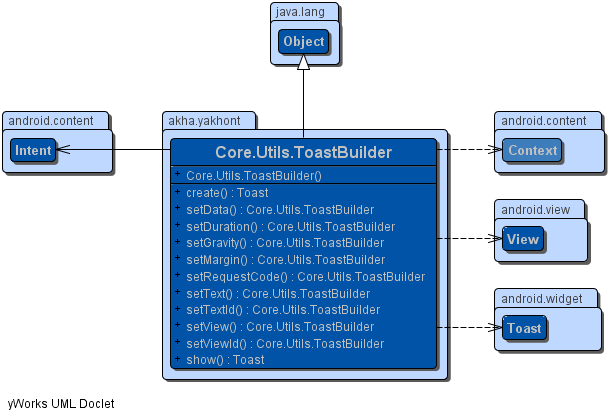 java.lang
Object
android.content
Intent
akha.yakhont
Core.Utils.ToastBuilder
+ Core.Utils.ToastBuilder()
+ create() : Toast
+ setData() : Core.Utils.ToastBuilder
+ setDuration() : Core.Utils.ToastBuilder
+ setGravity() : Core.Utils.ToastBuilder
+ setMargin() : Core.Utils.ToastBuilder
+ setRequestCode() : Core.Utils.ToastBuilder
+ setText() : Core.Utils.ToastBuilder
+ setTextId() : Core.Utils.ToastBuilder
+ setView() : Core.Utils.ToastBuilder
+ setViewId() : Core.Utils.ToastBuilder
+ show() : Toast
android.content
Context
android.view
View
android.widget
Toast
yWorks UML Doclet